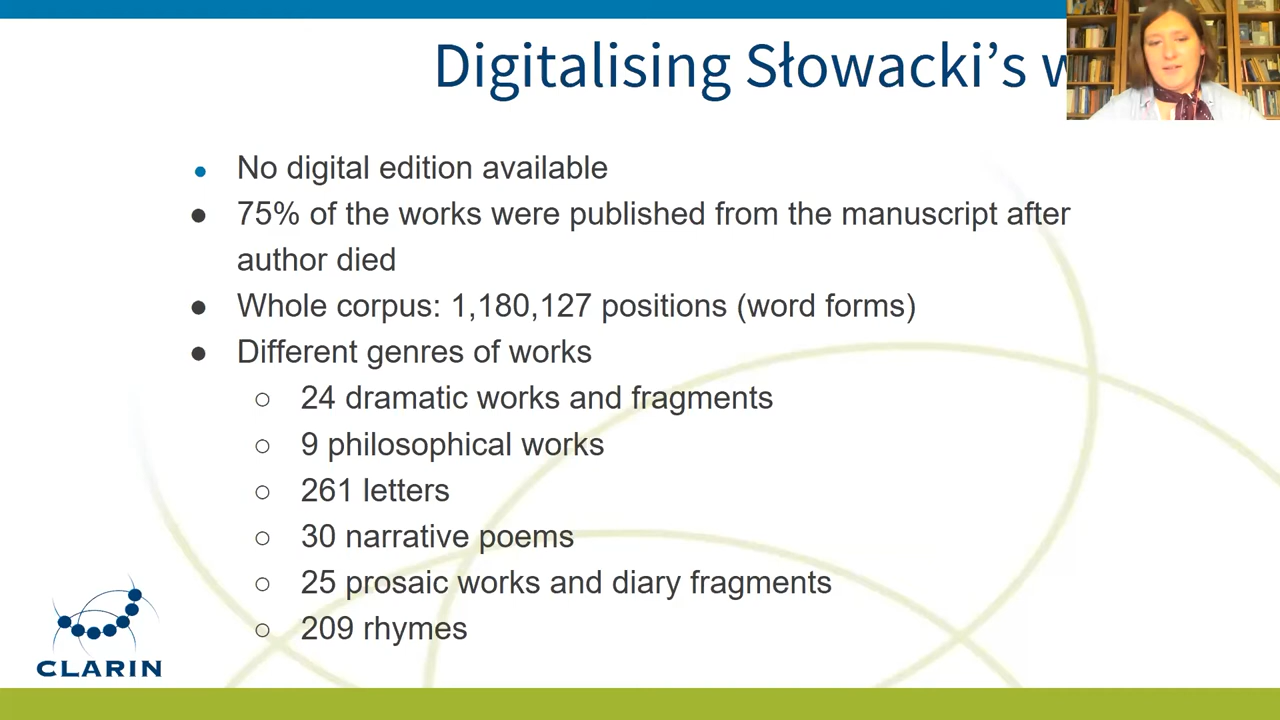 Digitalising Słowacki's
• No digital edition available
● 75% of the works were published from the manuscript after
author died
● Whole corpus: 1,180,127 positions (word forms)
● Different genres of works
○ 24 dramatic works and fragments
○ 9 philosophical works
○ 261 letters
○ 30 narrative poems
○ 25 prosaic works and diary fragments
○ 209 rhymes
CLARIN